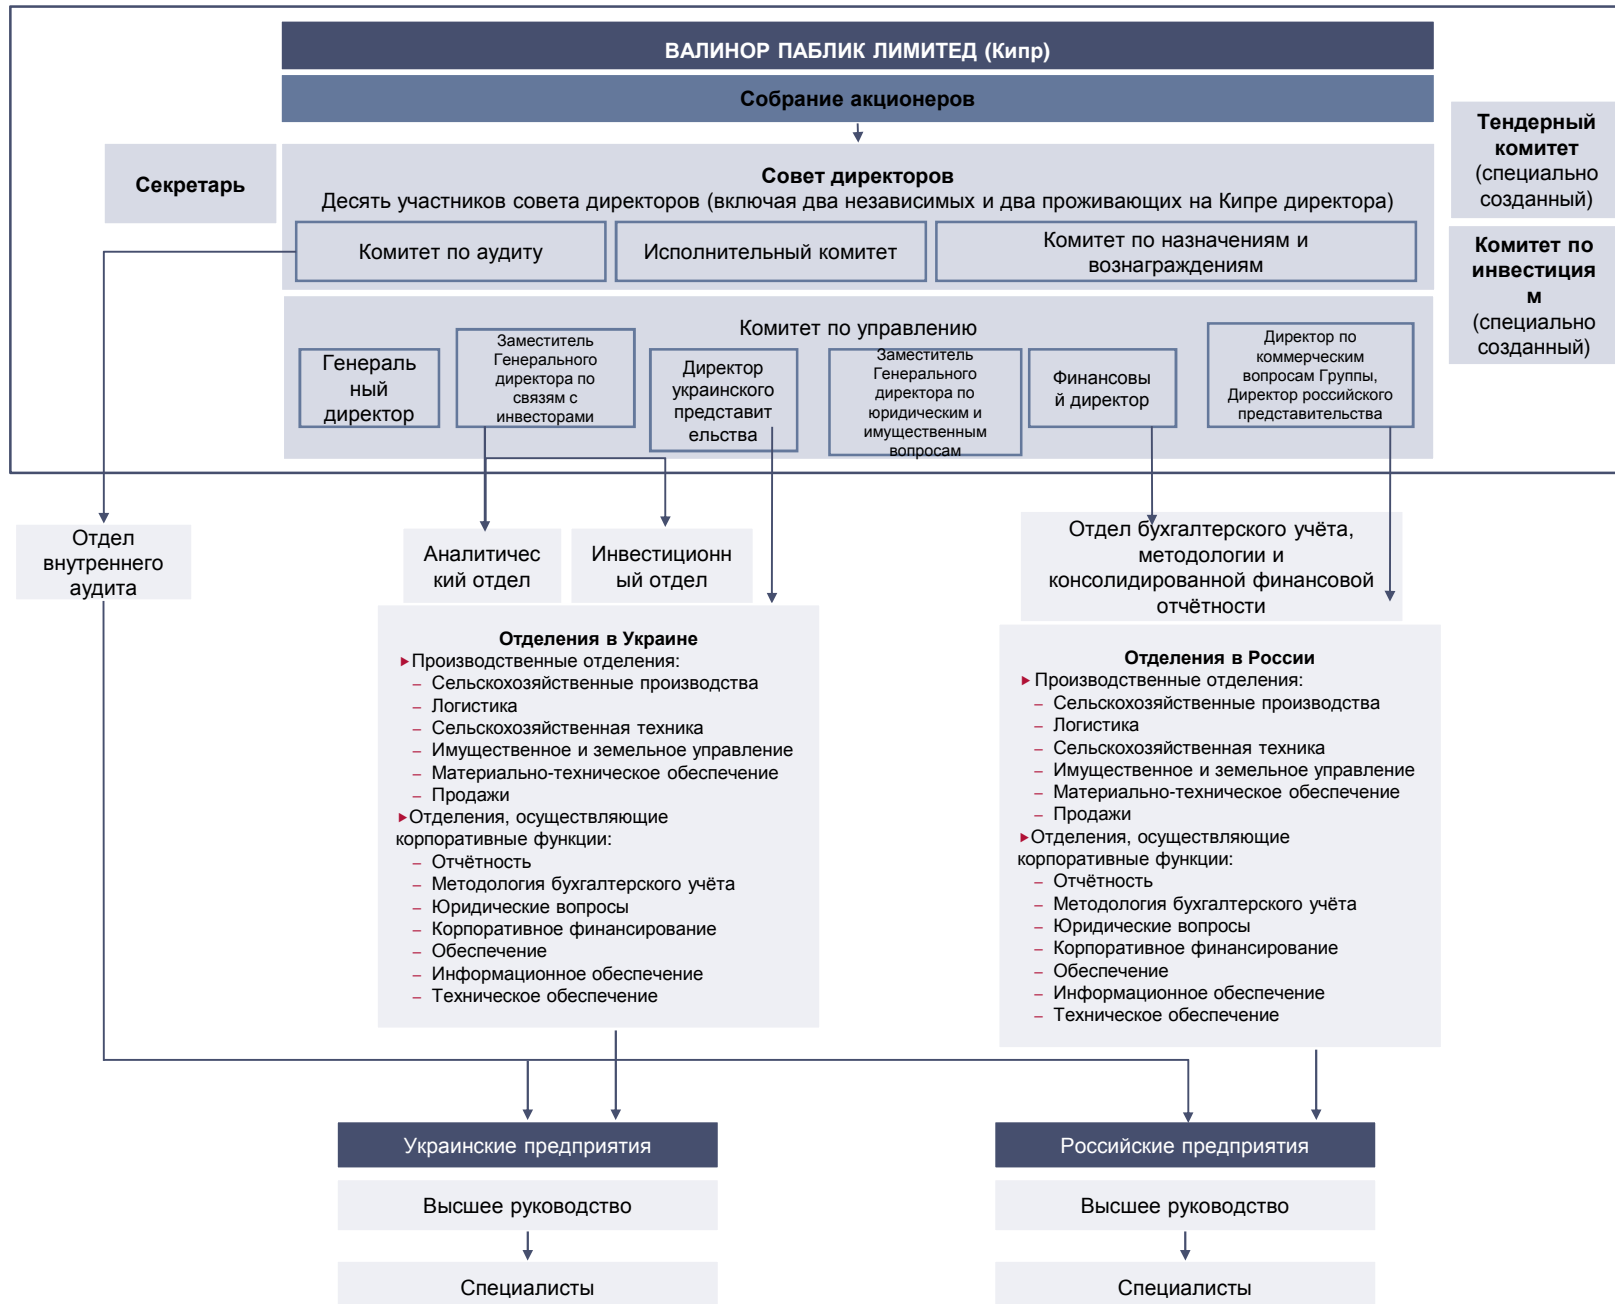 ВАЛИНОР ПАБЛИК ЛИМИТЕД (Кипр)
Собрание акционеров
Тендерный
комитет
(специально
созданный)
Секретарь
Совет директоров
Десять участников совета директоров (включая два независимых и два проживающих на Кипре директора)
Комитет по аудиту
Исполнительный комитет
Комитет по назначениям и
вознаграждениям
Комитет по
инвестиция
м
(специально
созданный)
Комитет по управлению
Генераль
ный
директор
Заместитель
Генерального
директора по
связям с
инвесторами
Директор
украинского
представит
ельства
Заместитель
Генерального
директора по
юридическим и
имущественным
вопросам
Финансовы
й директор
Директор по
коммерческим
вопросам Группы,
Директор российского
представительства
Отдел
внутреннего
аудита
Аналитичес
кий отдел
Инвестиционн
ый отдел
Отдел бухгалтерского учёта,
методологии и
консолидированной финансовой
отчётности
Отделения в Украине
►Производственные отделения:
– Сельскохозяйственные производства
– Логистика
– Сельскохозяйственная техника
– Имущественное и земельное управление
– Материально-техническое обеспечение
– Продажи
►Отделения, осуществляющие
корпоративные функции:
– Отчётность
– Методология бухгалтерского учёта
– Юридические вопросы
– Корпоративное финансирование
– Обеспечение
– Информационное обеспечение
– Техническое обеспечение
Отделения в России
► Производственные отделения:
– Сельскохозяйственные производства
– Логистика
– Сельскохозяйственная техника
– Имущественное и земельное управление
– Материально-техническое обеспечение
– Продажи
►Отделения, осуществляющие
корпоративные функции:
– Отчётность
– Методология бухгалтерского учёта
– Юридические вопросы
– Корпоративное финансирование
– Обеспечение
– Информационное обеспечение
– Техническое обеспечение
Украинские предприятия
Высшее руководство
Специалисты
Российские предприятия
Высшее руководство
Специалисты